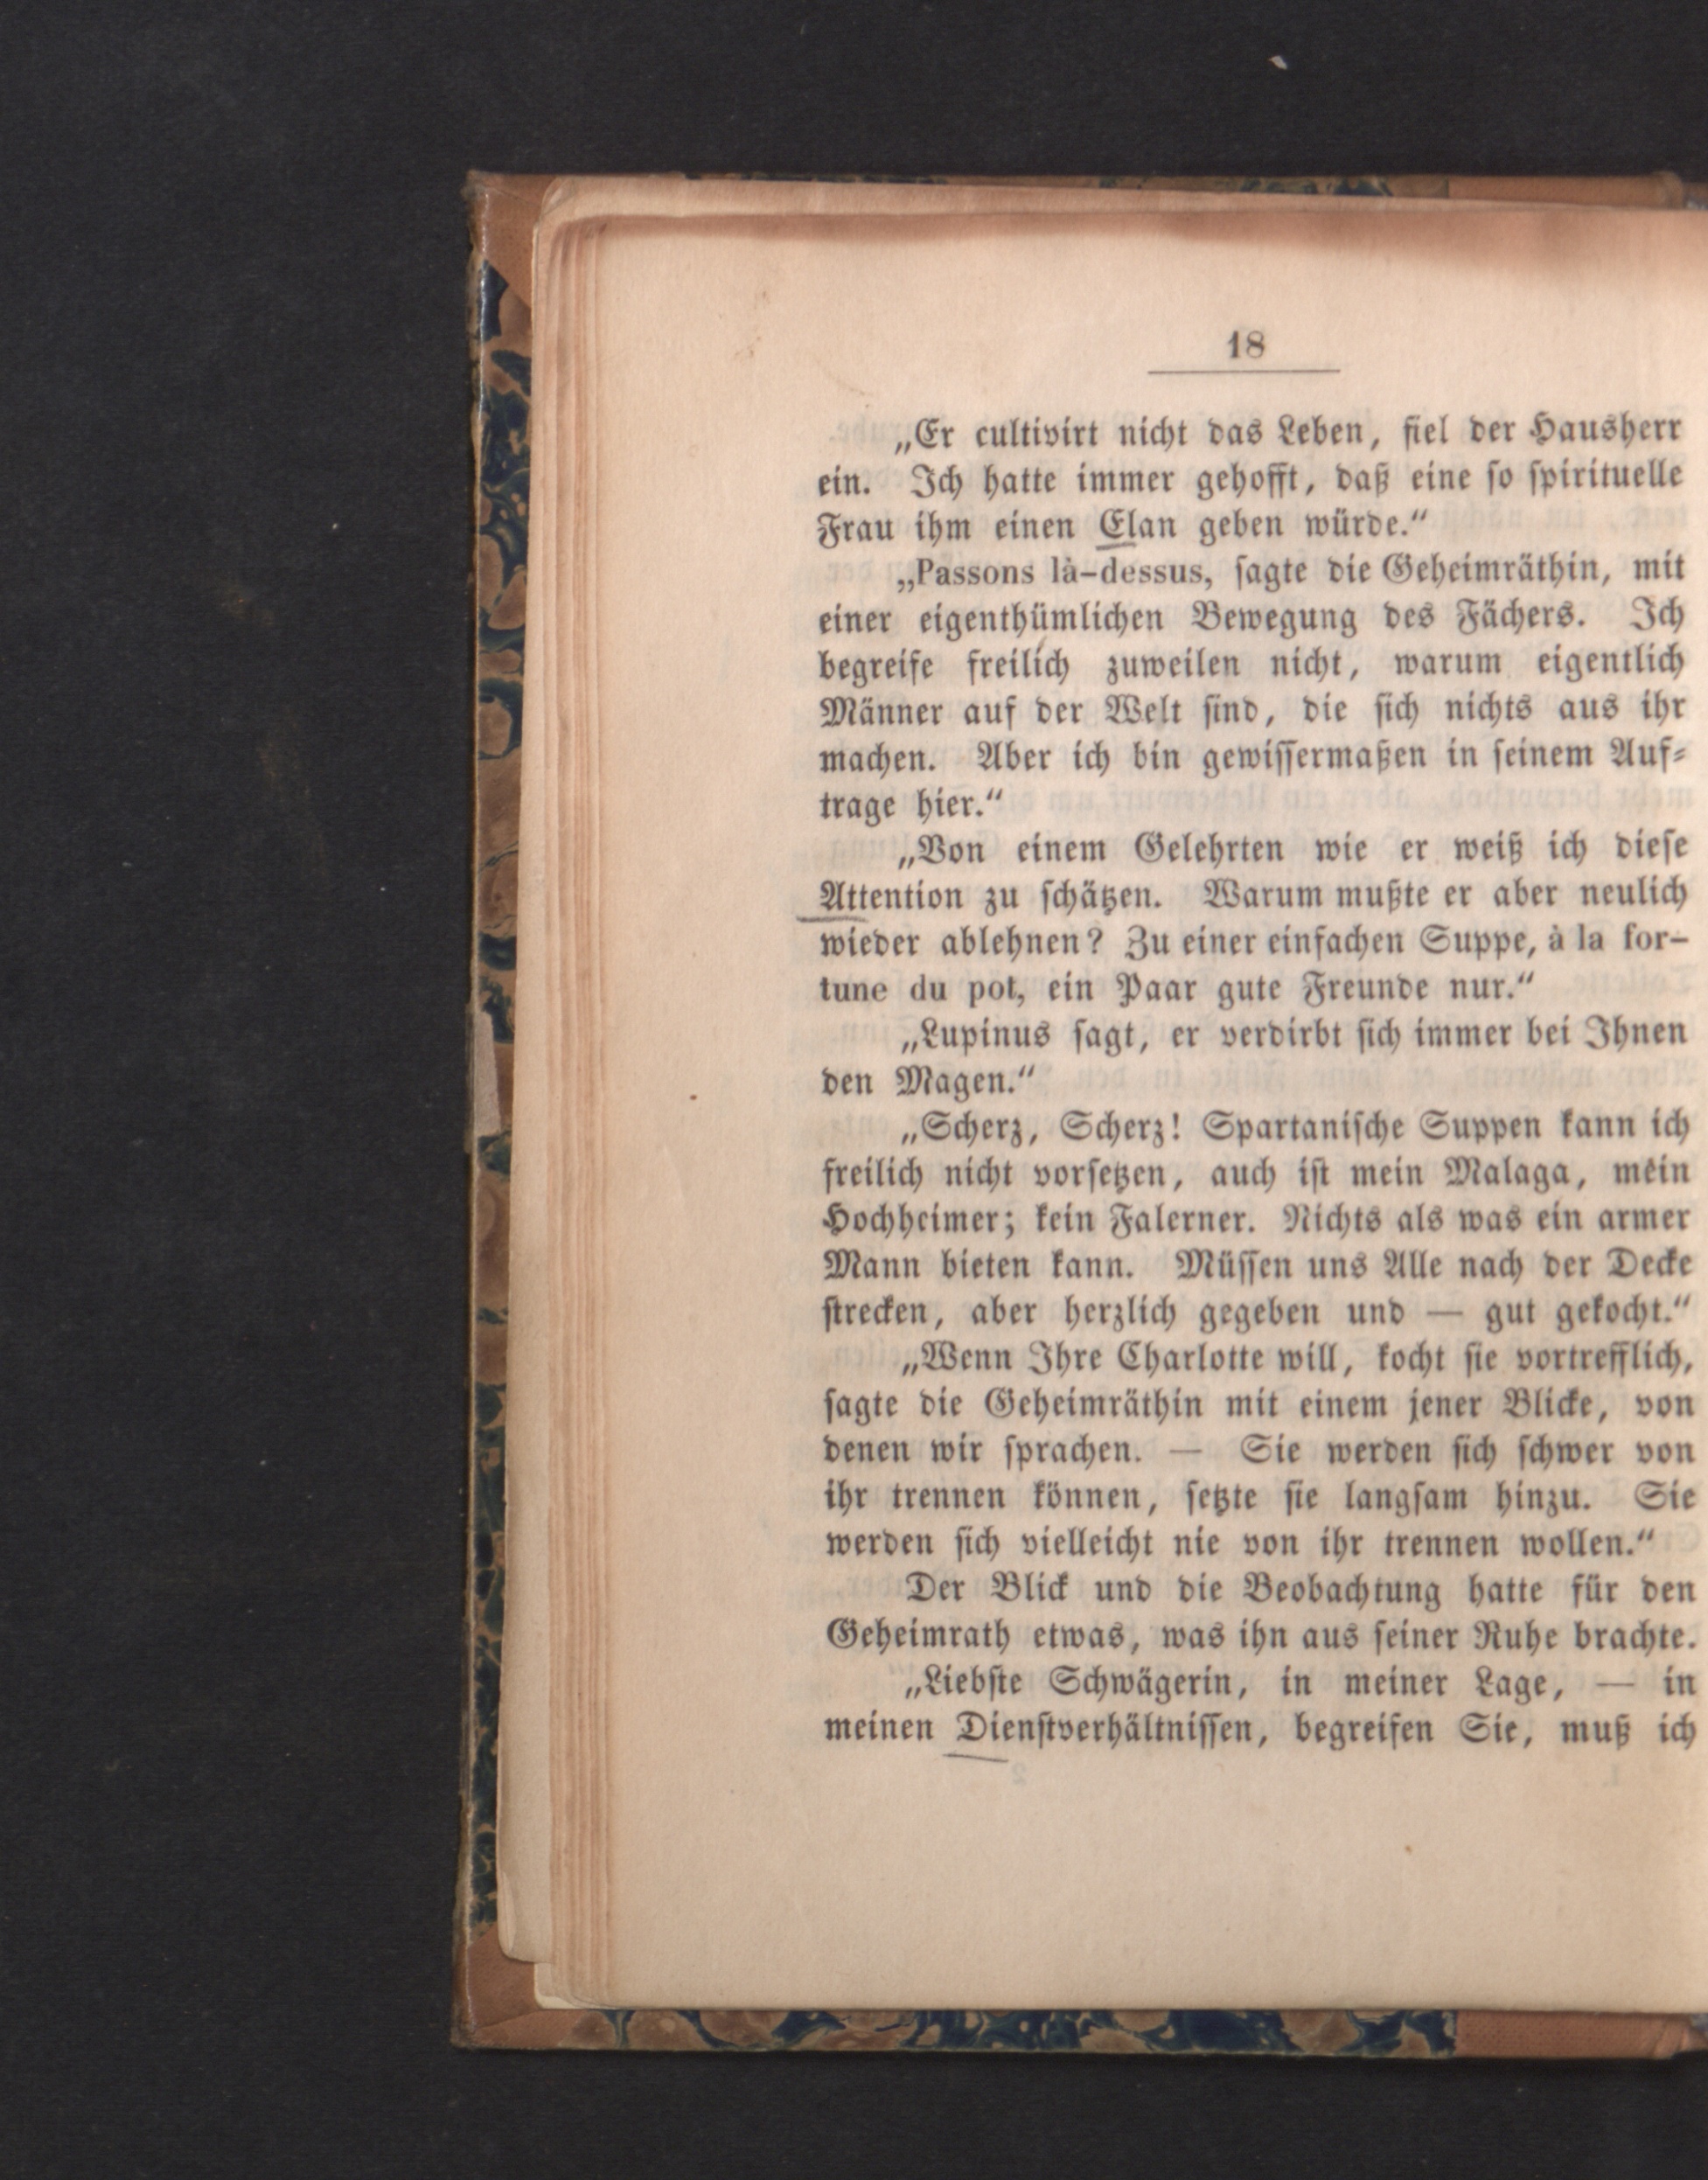 18
„Er cultivirt nicht das Leben, fiel der Hausherr
ein. Ich hatte immer gehofft, daß eine so spirituelle
Frau ihm einen Elan geben würde.“
„Passons là-dessus, sagte die Geheimräthin, mit
einer eigenthümlichen Bewegung des Fächers. Ich
begreife freilich zuweilen nicht, warum eigentlich
Männer auf der Welt sind, die sich nichts aus ihr
machen. Aber ich bin gewissermaßen in seinem Auf-
trage hier.“
„Von einem Gelehrten wie er weiß ich diese
Attention zu schätzen. Warum mußte er aber neulich
wieder ablehnen? Zu einer einfachen Suppe, à la for-
tune du pot, ein Paar gute Freunde nur.“
„Lupinus sagt, er verdirbt sich immer bei Ihnen
den Magen.“
„Scherz, Scherz! Spartanische Suppen kann ich
freilich nicht vorsetzen, auch ist mein Malaga, mein
Hochheimer; kein Falerner. Nichts als was ein armer
Mann bieten kann. Müssen uns Alle nach der Decke
strecken, aber herzlich gegeben und — gut gekocht.“
„Wenn Ihre Charlotte will, kocht sie vortrefflich,
sagte die Geheimräthin mit einem jener Blicke, von
denen wir sprachen. — Sie werden sich schwer von
ihr trennen können, setzte sie langsam hinzu. Sie
werden sich vielleicht nie von ihr trennen wollen.“
Der Blick und die Beobachtung hatte für den
Geheimrath etwas, was ihn aus seiner Ruhe brachte.
„Liebste Schwägerin, in meiner Lage, — in
meinen Dienstverhältnissen, begreifen Sie, muß ich